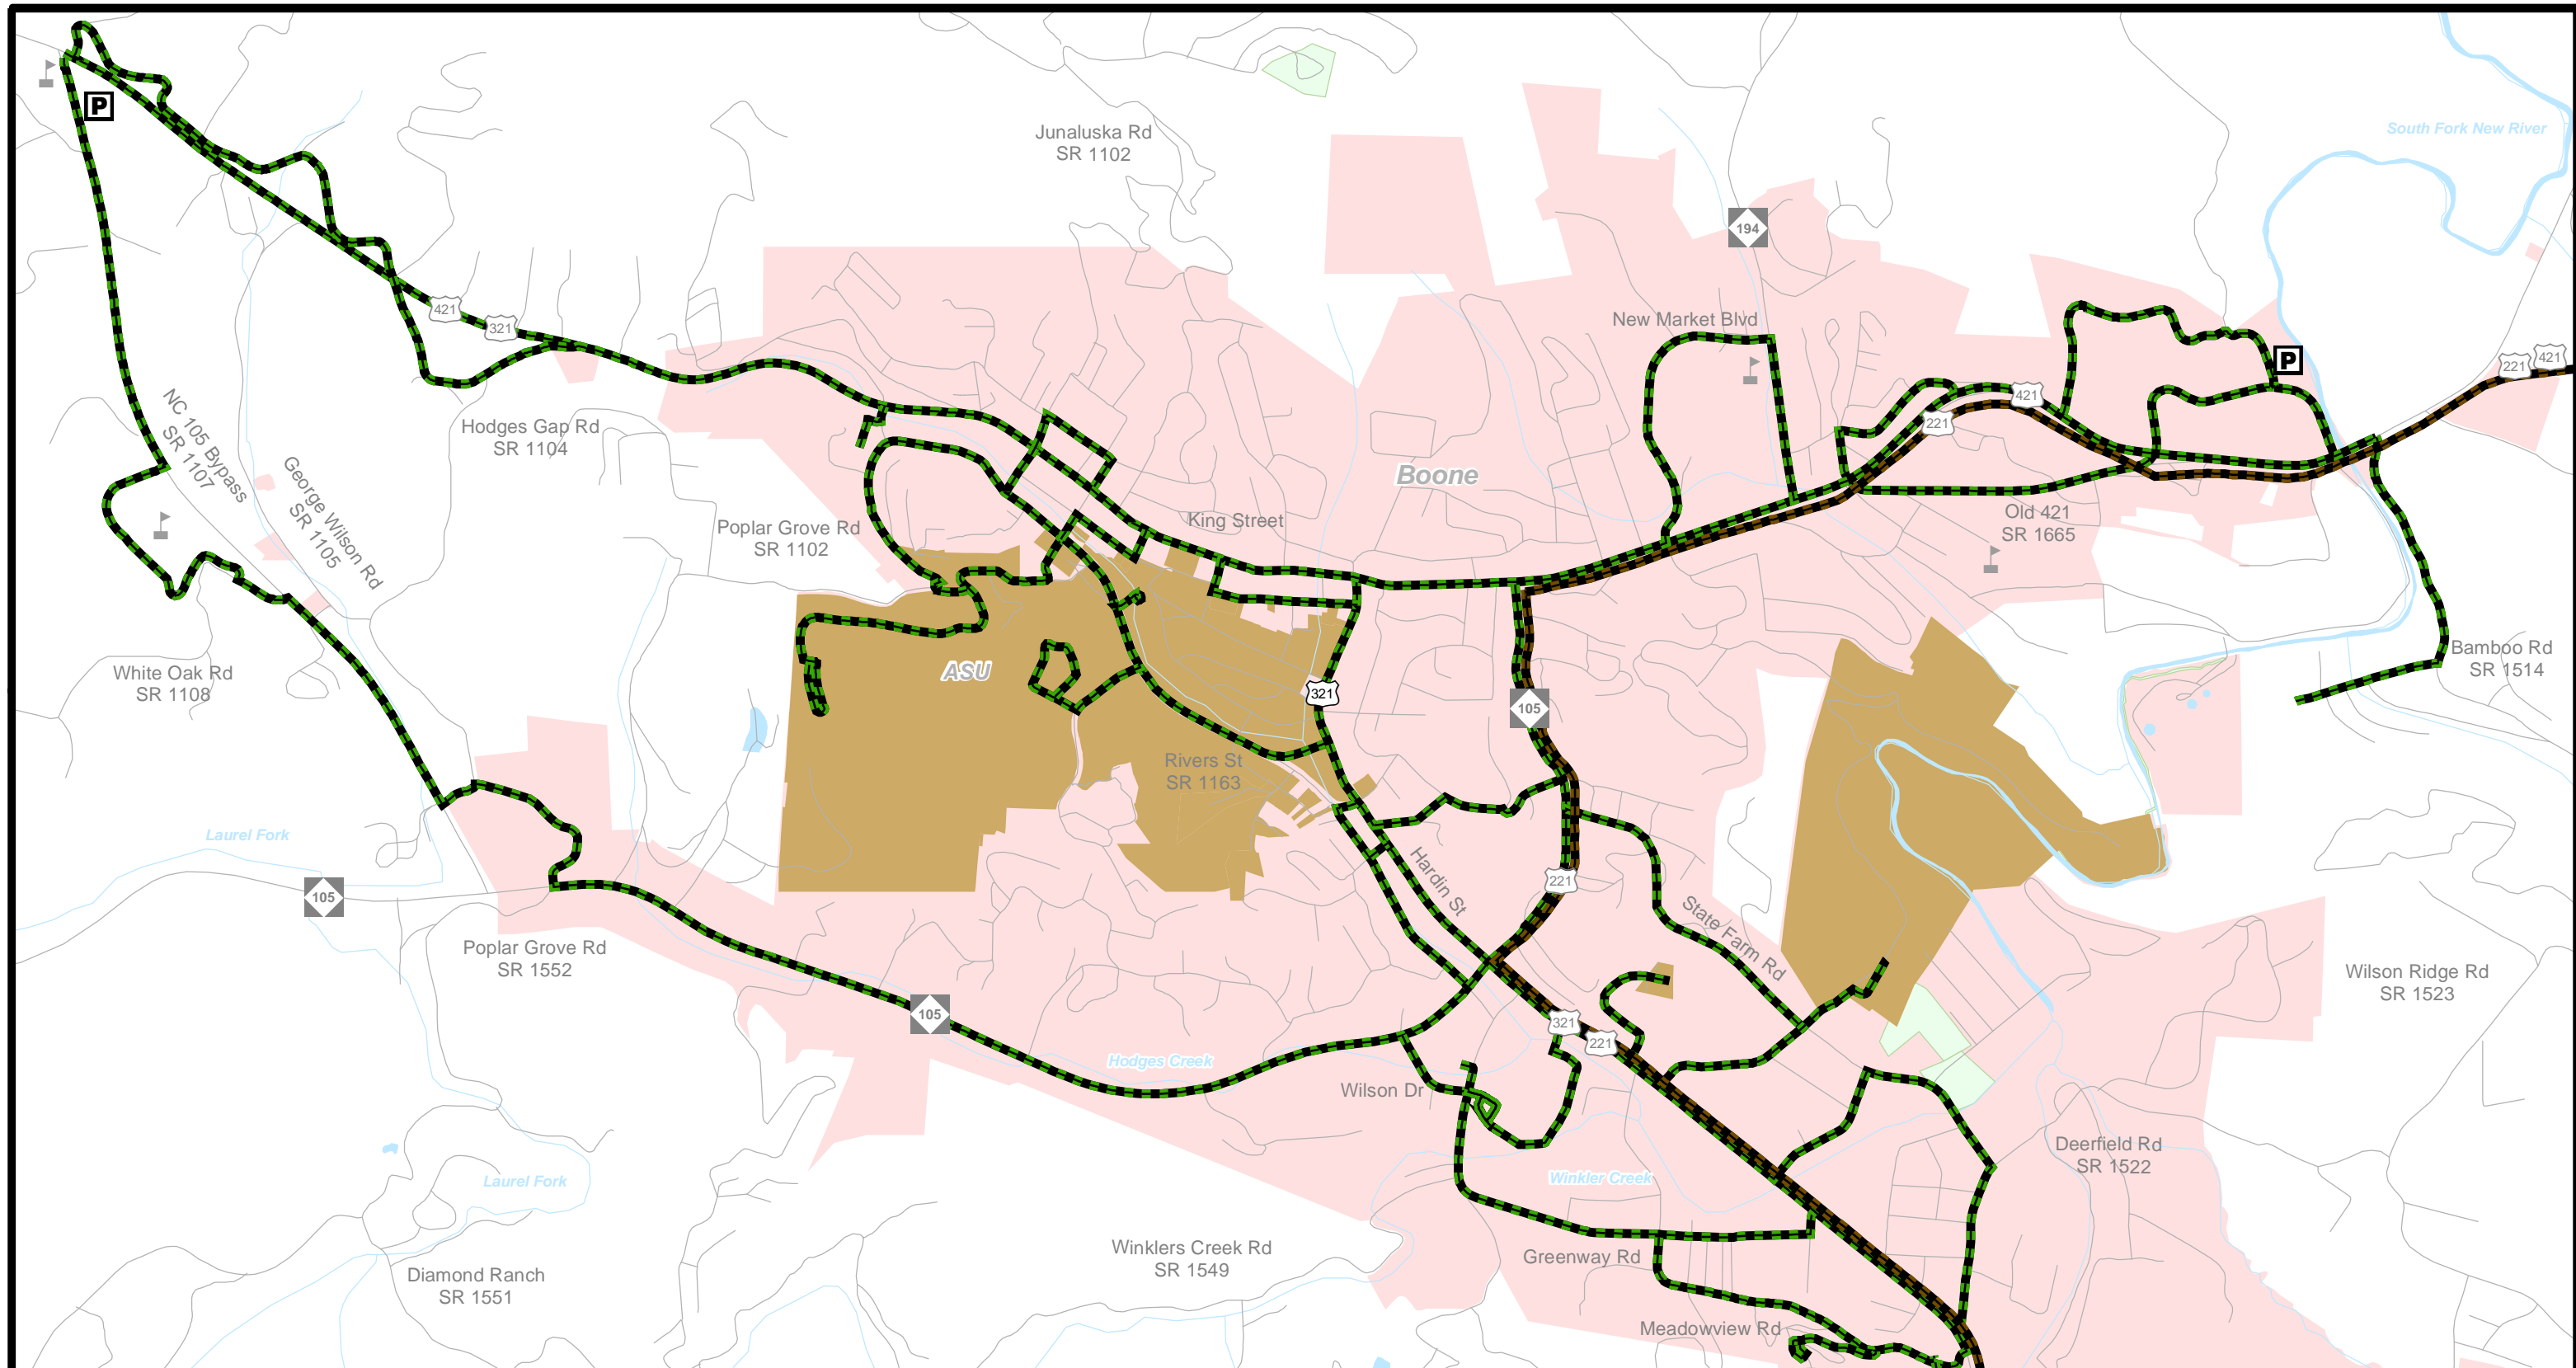 P
South Fork New River
Junaluska Rd
SR 1102
194
421
321
New Market Blvd
P
221
421
421
221
NC 105 Bypass
SR 1107
Hodges Gap Rd
SR 1104
George Wilson Rd
SR 1105
Boone
Poplar Grove Rd
SR 1102
King Street
Old 421
SR 1665
White Oak Rd
SR 1108
ASU
321
105
Bamboo Rd
SR 1514
Rivers St
SR 1163
Laurel Fork
105
Hardin St
221
State Farm Rd
Poplar Grove Rd
SR 1552
Wilson Ridge Rd
SR 1523
105
321
221
Hodges Creek
Wilson Dr
Deerfield Rd
SR 1522
Laurel Fork
Winkler Creek
Winklers Creek Rd
SR 1549
Greenway Rd
Diamond Ranch
SR 1551
Meadowview Rd